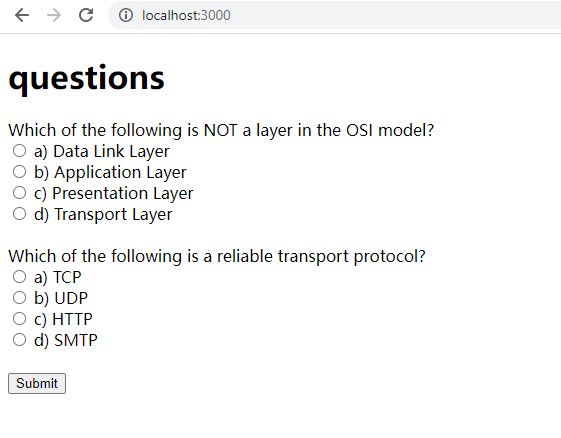 localhost:3000
questions
Which of the following is NOT a layer in the OSI model?
a) Data Link Layer
b) Application Layer
c) Presentation Layer
d) Transport Layer
Which of the following is a reliable transport protocol?
a) TCP
b) UDP
c) HTTP
d) SMTP
Submit